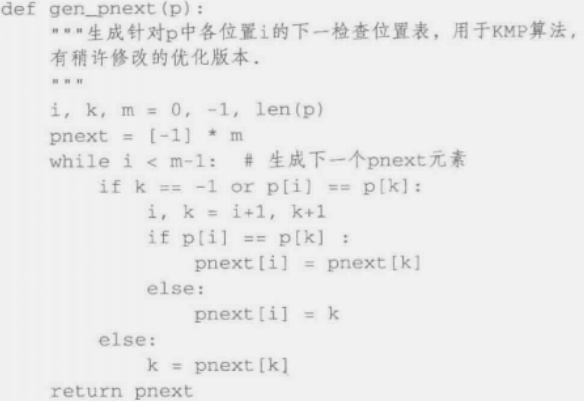 def gen_pnext(p):
    """生成针对p中各位置i的下一检查位置表，用于KMP算法，
    有稍许修改的优化版本.
    """
    i, k, m = 0, -1, len(p)
    pnext = [-1] * m
    while i < m-1:  # 生成下一个pnext元素
        if k == -1 or p[i] == p[k]:
            i, k = i+1, k+1
            if p[i] == p[k] :
                pnext[i] = pnext[k]
            else:
                pnext[i] = k
        else:
            k = pnext[k]
    return pnext